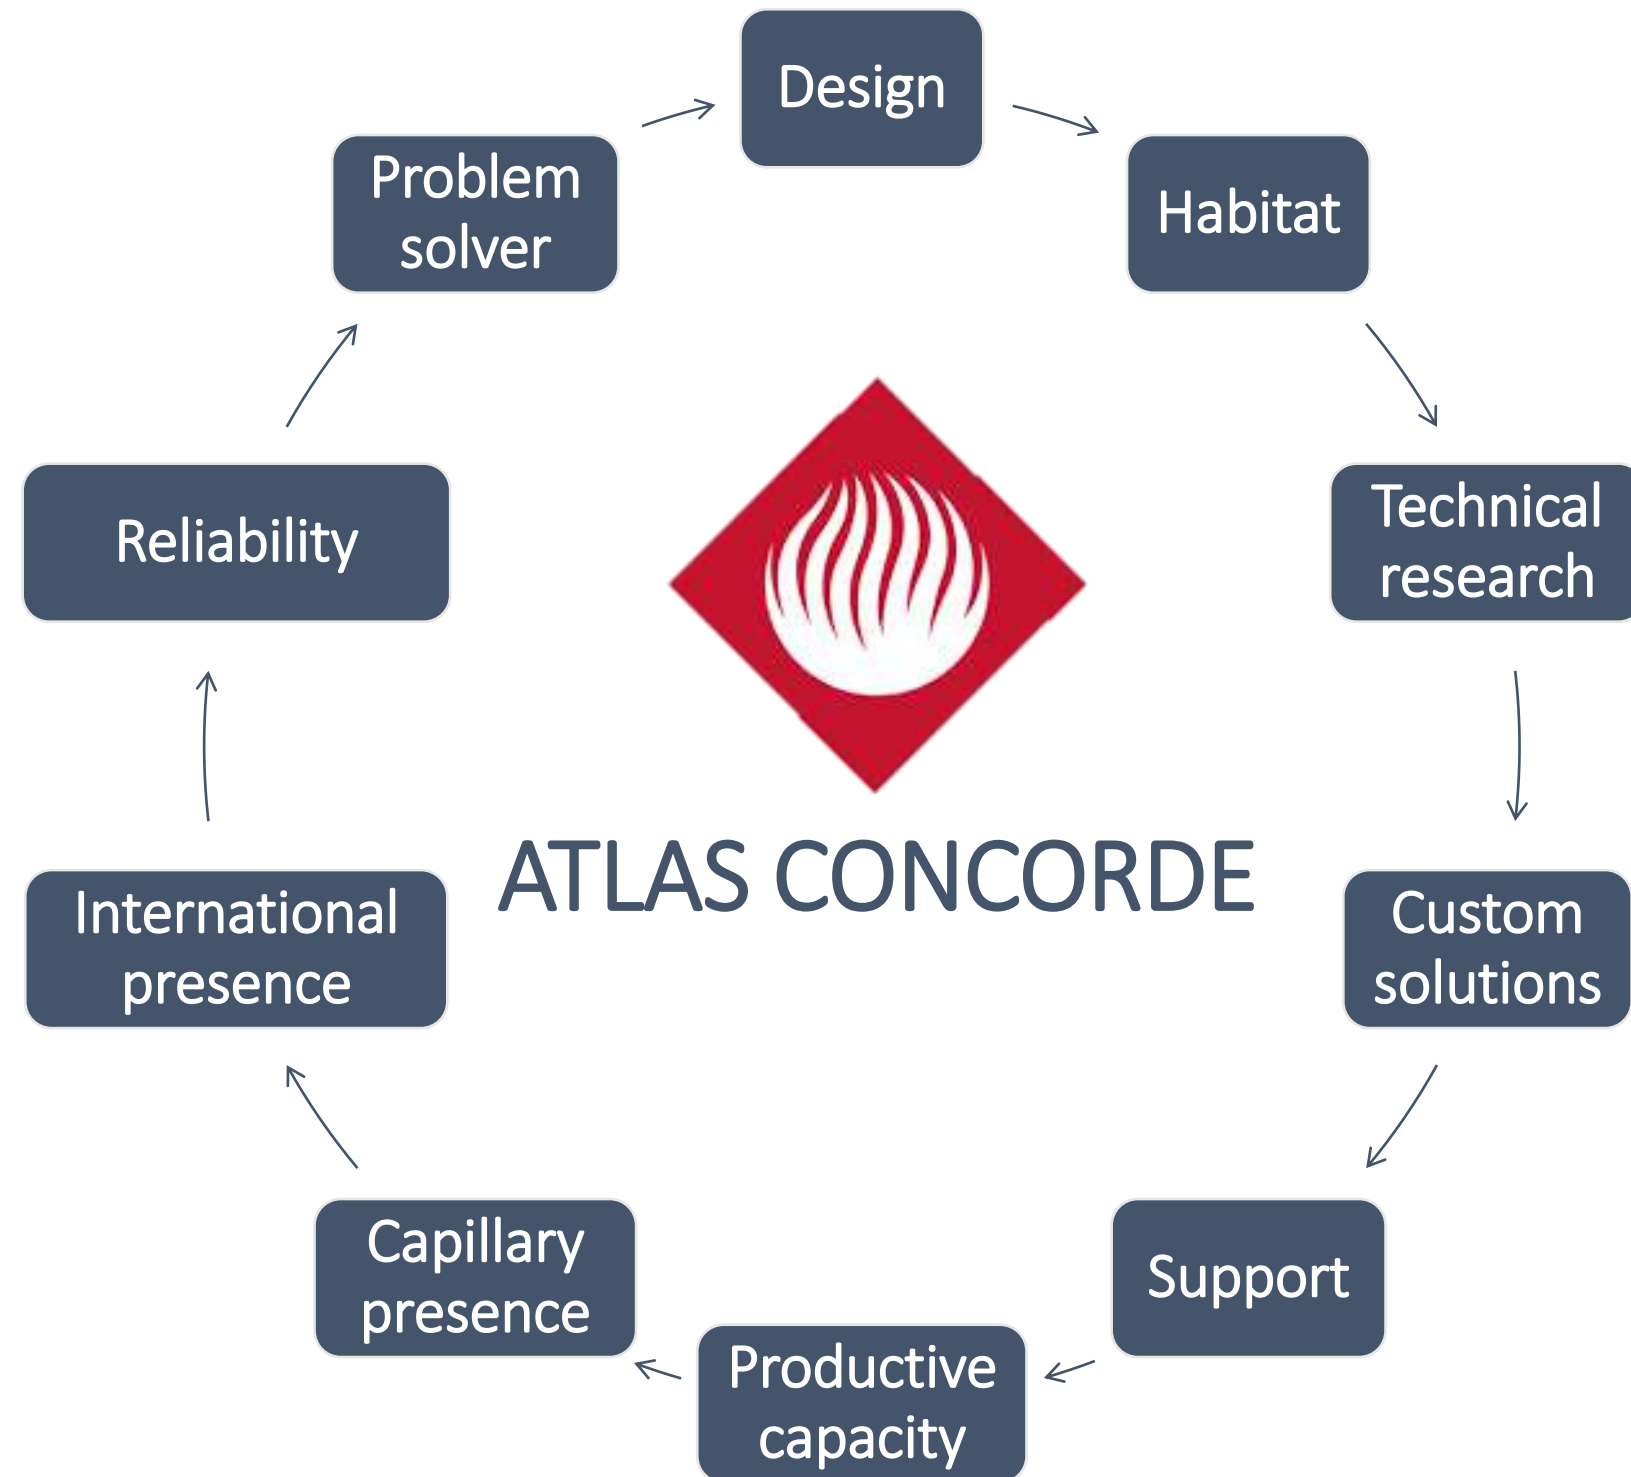 Design
Habitat
Technical
research
Custom
solutions
Support
Productive
capacity
Capillary
presence
International
presence
Reliability
Problem
solver
ATLAS CONCORDE